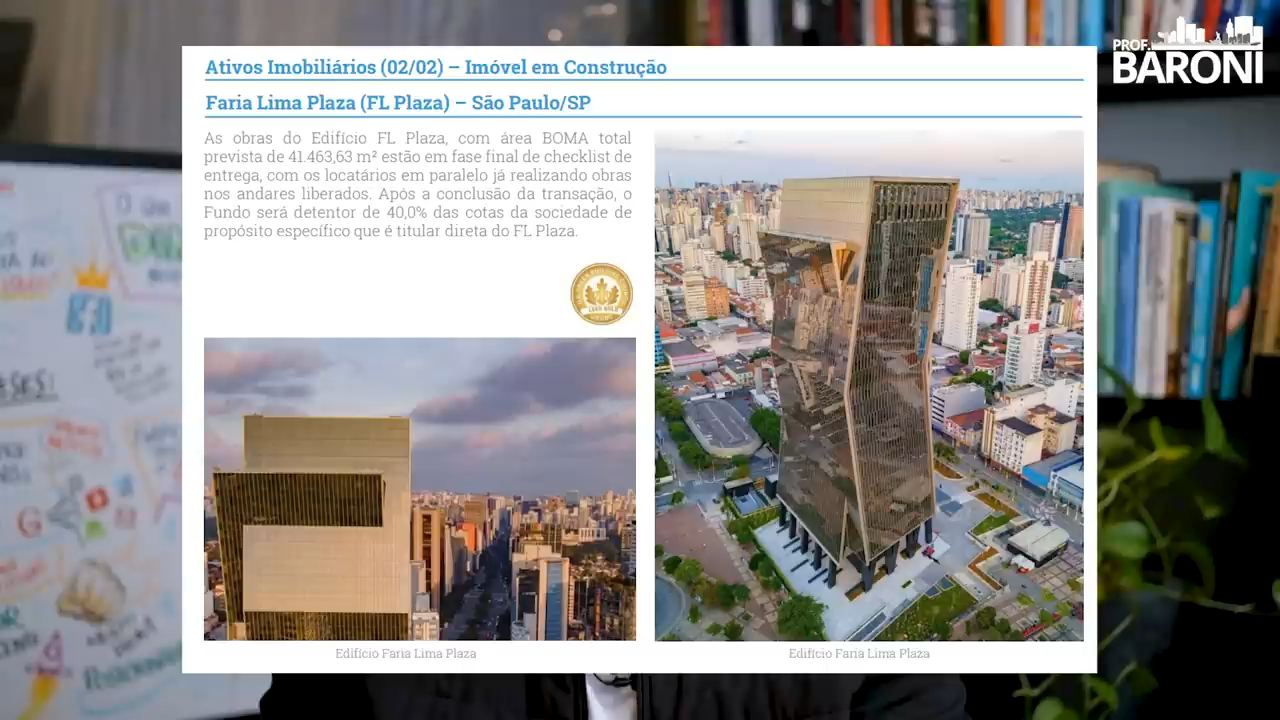 PROF.
BARONI
Ativos Imobiliários (02/02) – Imóvel em Construção
Faria Lima Plaza (FL Plaza) – São Paulo/SP
As obras do Edifício FL Plaza, com área BOMA total
prevista de 41.463,63 m² estão em fase final de checklist de
entrega, com os locatários em paralelo já realizando obras
nos andares liberados. Após a conclusão da transação, o
Fundo será detentor de 40,0% das cotas da sociedade de
propósito específico que é titular direta do FL Plaza.
Edifício Faria Lima Plaza
Edifício Faria Lima Plaza